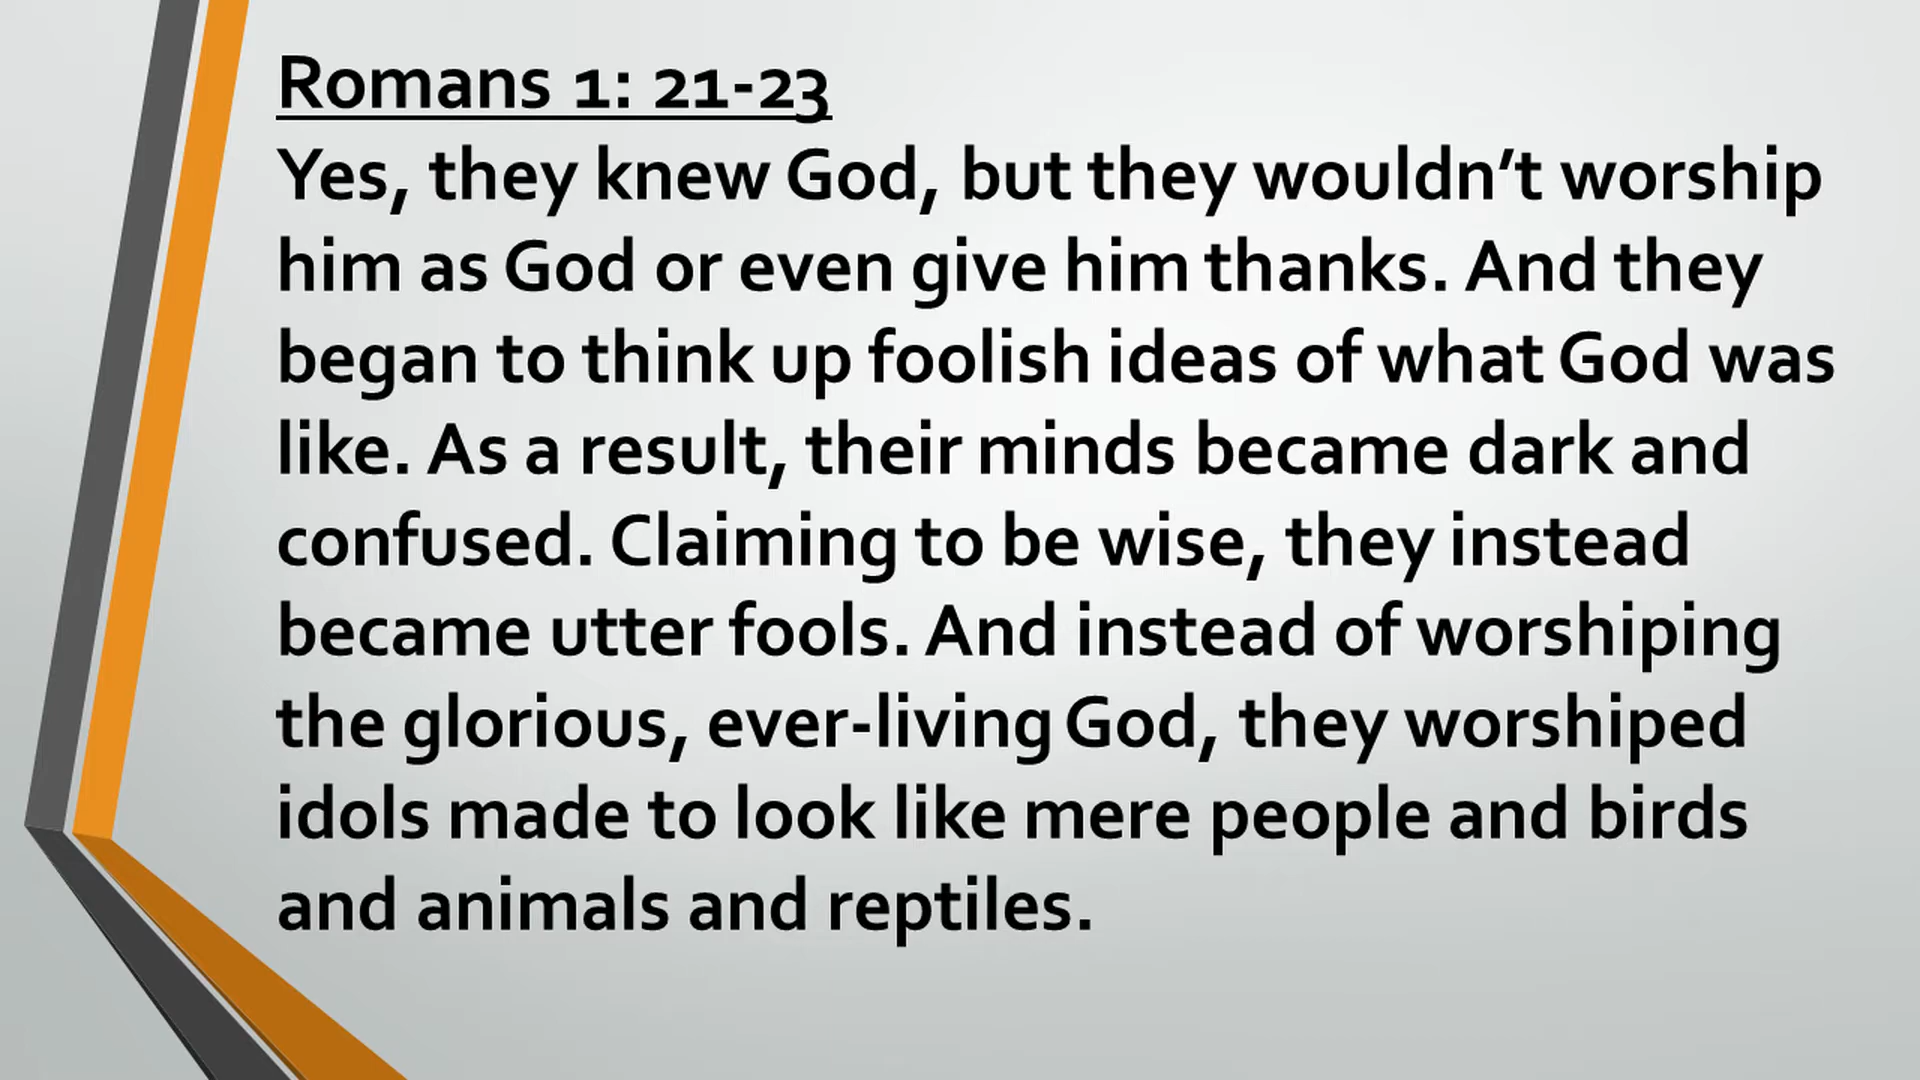 Romans 1: 21-23
Yes, they knew God, but they wouldn’t worship
him as God or even give him thanks. And they
began to think up foolish ideas of what God was
like. As a result, their minds became dark and
confused. Claiming to be wise, they instead
became utter fools. And instead of worshiping
the glorious, ever-living God, they worshiped
idols made to look like mere people and birds
and animals and reptiles.